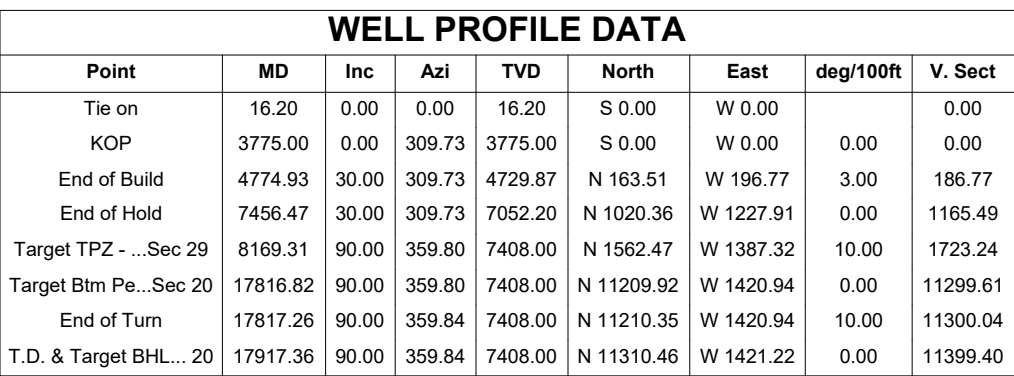 WELL PROFILE DATA
Point MD Inc Azi TVD North East deg/100ft V. Sect
Tie on 16.20 0.00 0.00 16.20 S 0.00 W 0.00 0.00
KOP 3775.00 0.00 309.73 3775.00 S 0.00 W 0.00 0.00 0.00
End of Build 4774.93 30.00 309.73 4729.87 N 163.51 W 196.77 3.00 186.77
End of Hold 7456.47 30.00 309.73 7052.20 N 1020.36 W 1227.91 0.00 1165.49
Target TPZ - ...Sec 29 8169.31 90.00 359.80 7408.00 N 1562.47 W 1387.32 10.00 1723.24
Target Btm Pe...Sec 20 17816.82 90.00 359.80 7408.00 N 11209.92 W 1420.94 0.00 11299.61
End of Turn 17817.26 90.00 359.84 7408.00 N 11210.35 W 1420.94 10.00 11300.04
T.D. & Target BHL... 20 17917.36 90.00 359.84 7408.00 N 11310.46 W 1421.22 0.00 11399.40